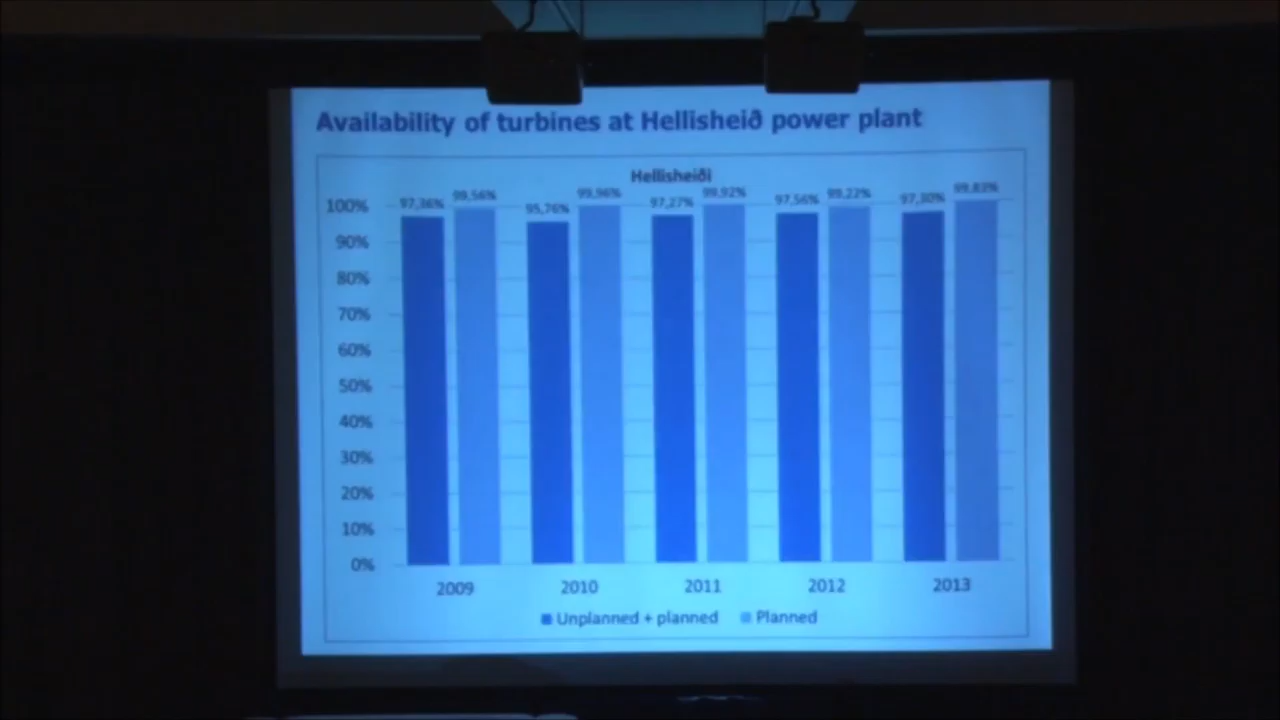 Availability of turbines at Hellisheið power plant
Hellisheiði
97,36% 99,56% 95,76% 99,96% 97,27% 99,92% 97,56% 99,22% 97,30% 99,83%
100%
90%
80%
70%
60%
50%
40%
30%
20%
10%
0%
2009 2010 2011 2012 2013
Unplanned + planned Planned